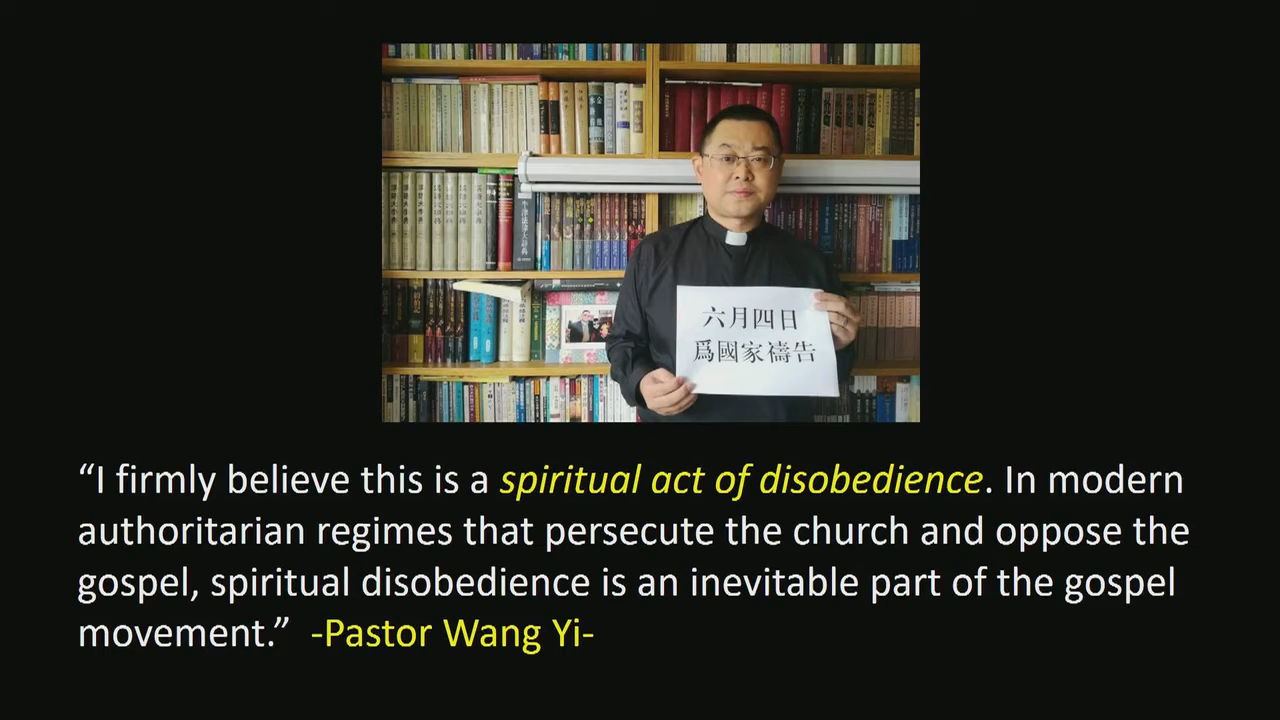 六月四日
爲國家禱告
“I firmly believe this is a spiritual act of disobedience. In modern
authoritarian regimes that persecute the church and oppose the
gospel, spiritual disobedience is an inevitable part of the gospel
movement.” -Pastor Wang Yi-